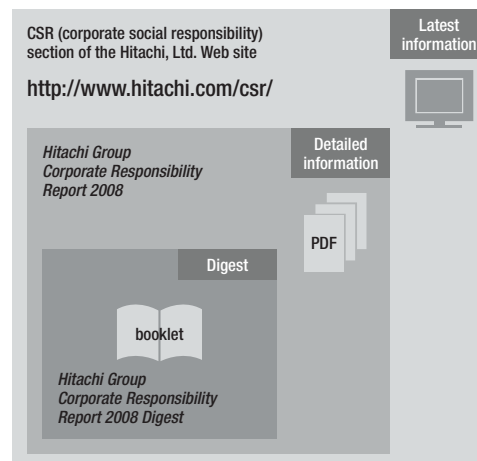 CSR (corporate social responsibility)
section of the Hitachi, Ltd. Web site
http://www.hitachi.com/csr/
Latest
information
Hitachi Group
Corporate Responsibility
Report 2008
Detailed
information
PDF
Digest
booklet
Hitachi Group
Corporate Responsibility
Report 2008 Digest